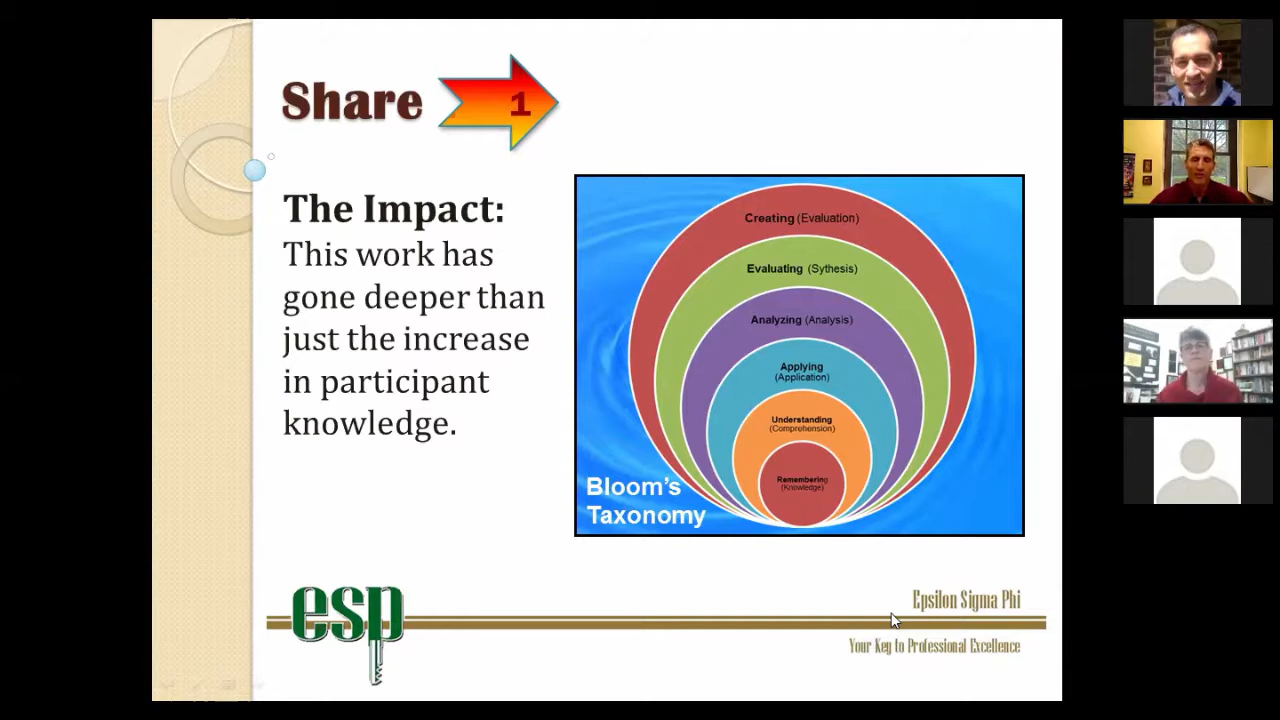 Share 1
The Impact:
This work has
gone deeper than
just the increase
in participant
knowledge.
Creating (Evaluation)
Evaluating (Sythesis)
Analyzing (Analysis)
Applying
(Application)
Understanding
(Comprehension)
Remembering
(Knowledge)
Bloom's
Taxonomy
esp
Epsilon Sigma Phi
Your Key to Professional Excellence